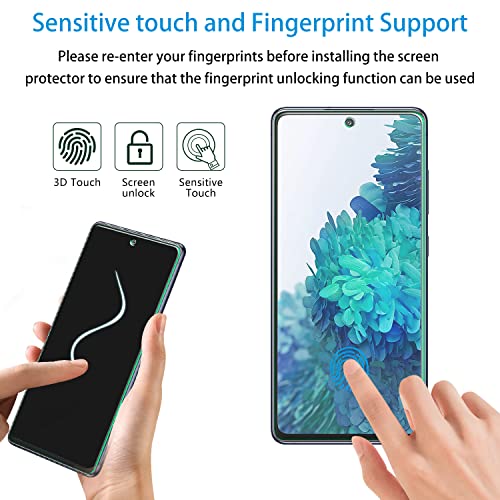 Sensitive touch and Fingerprint Support
Please re-enter your fingerprints before installing the screen
protector to ensure that the fingerprint unlocking function can be used
3D Touch
Screen
unlock
Sensitive
Touch